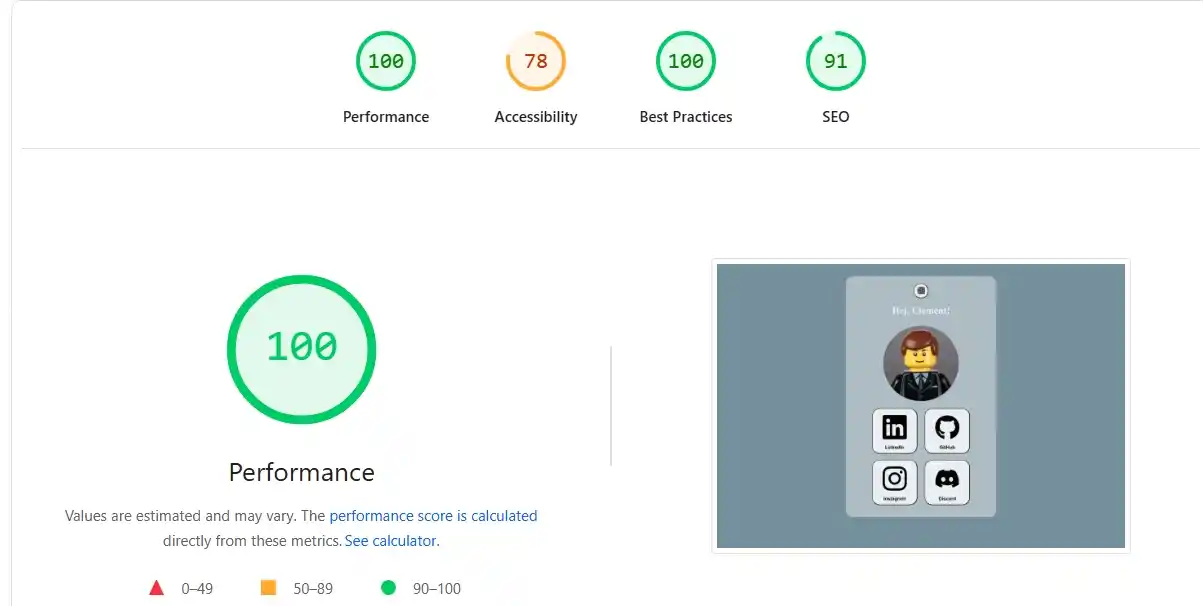 100
78
100
91
Performance
Accessibility
Best Practices
SEO
100
Performance
Values are estimated and may vary. The performance score is calculated
directly from these metrics. See calculator.
0–49
50–89
90–100
Hej, Clement!
in
LinkedIn
GitHub
Instagram
Discord